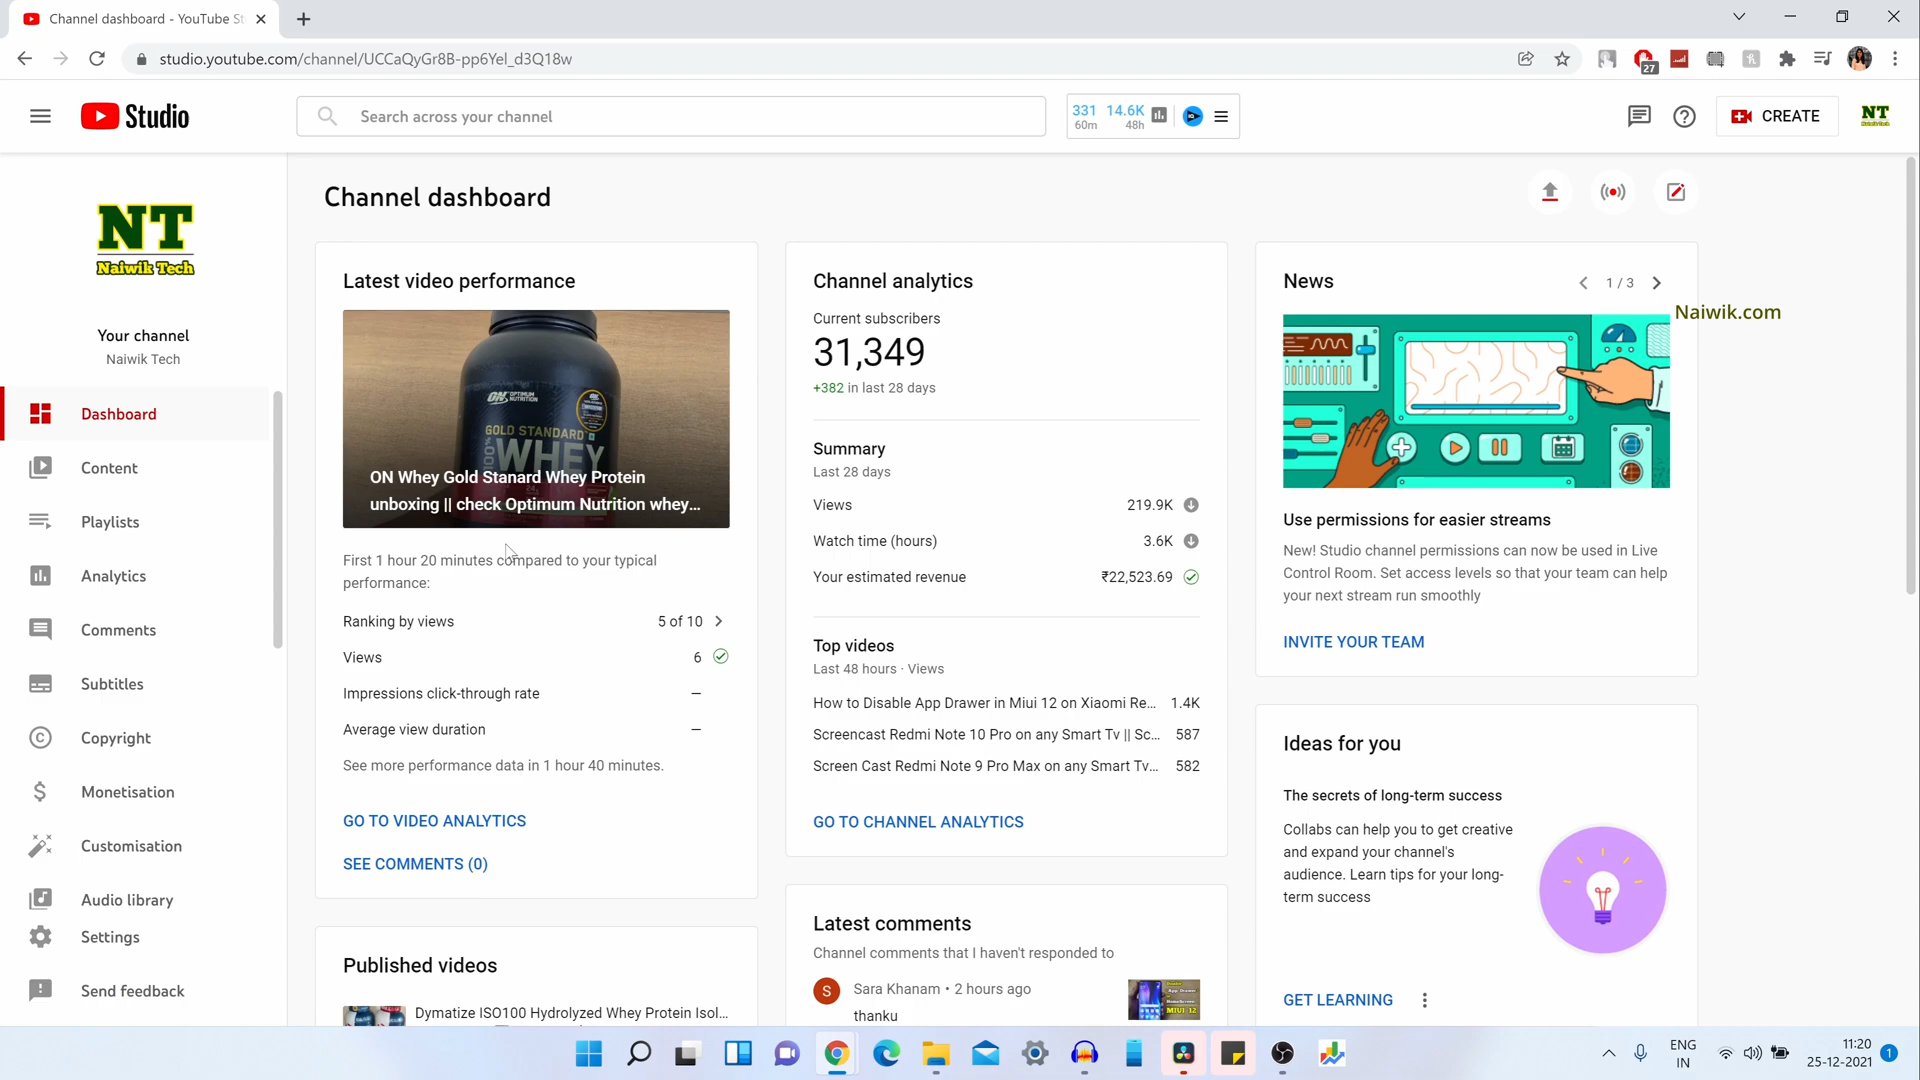 Channel dashboard - YouTube St
studio.youtube.com/channel/UCCaQyGr8B-pp6Yel_d3Q18w
27
Studio
Search across your channel
331 14.6K
60m 48h
CREATE
NT
Naiwik Tech
NT
Naiwik Tech
Your channel
Naiwik Tech
Dashboard
Content
Playlists
Analytics
Comments
Subtitles
Copyright
Monetisation
Customisation
Audio library
Settings
Send feedback
Channel dashboard
Latest video performance
ON OPTIMUM NUTRITION
GOLD STANDARD
100% WHEY
ON Whey Gold Stanard Whey Protein
unboxing || check Optimum Nutrition whey...
First 1 hour 20 minutes compared to your typical
performance:
Ranking by views 5 of 10
Views 6
Impressions click-through rate –
Average view duration –
See more performance data in 1 hour 40 minutes.
GO TO VIDEO ANALYTICS
SEE COMMENTS (0)
Published videos
Dymatize ISO100 Hydrolyzed Whey Protein Isol...
Channel analytics
Current subscribers
31,349
+382 in last 28 days
Summary
Last 28 days
Views 219.9K
Watch time (hours) 3.6K
Your estimated revenue ₹22,523.69
Top videos
Last 48 hours · Views
How to Disable App Drawer in Miui 12 on Xiaomi Re... 1.4K
Screencast Redmi Note 10 Pro on any Smart Tv || Sc... 587
Screen Cast Redmi Note 9 Pro Max on any Smart Tv... 582
GO TO CHANNEL ANALYTICS
Latest comments
Channel comments that I haven't responded to
S
Sara Khanam • 2 hours ago
thanku
MIUI 12
News
1 / 3
Naiwik.com
Use permissions for easier streams
New! Studio channel permissions can now be used in Live
Control Room. Set access levels so that your team can help
your next stream run smoothly
INVITE YOUR TEAM
Ideas for you
The secrets of long-term success
Collabs can help you to get creative
and expand your channel's
audience. Learn tips for your long-
term success
GET LEARNING
ENG
IN
11:20
25-12-2021
1